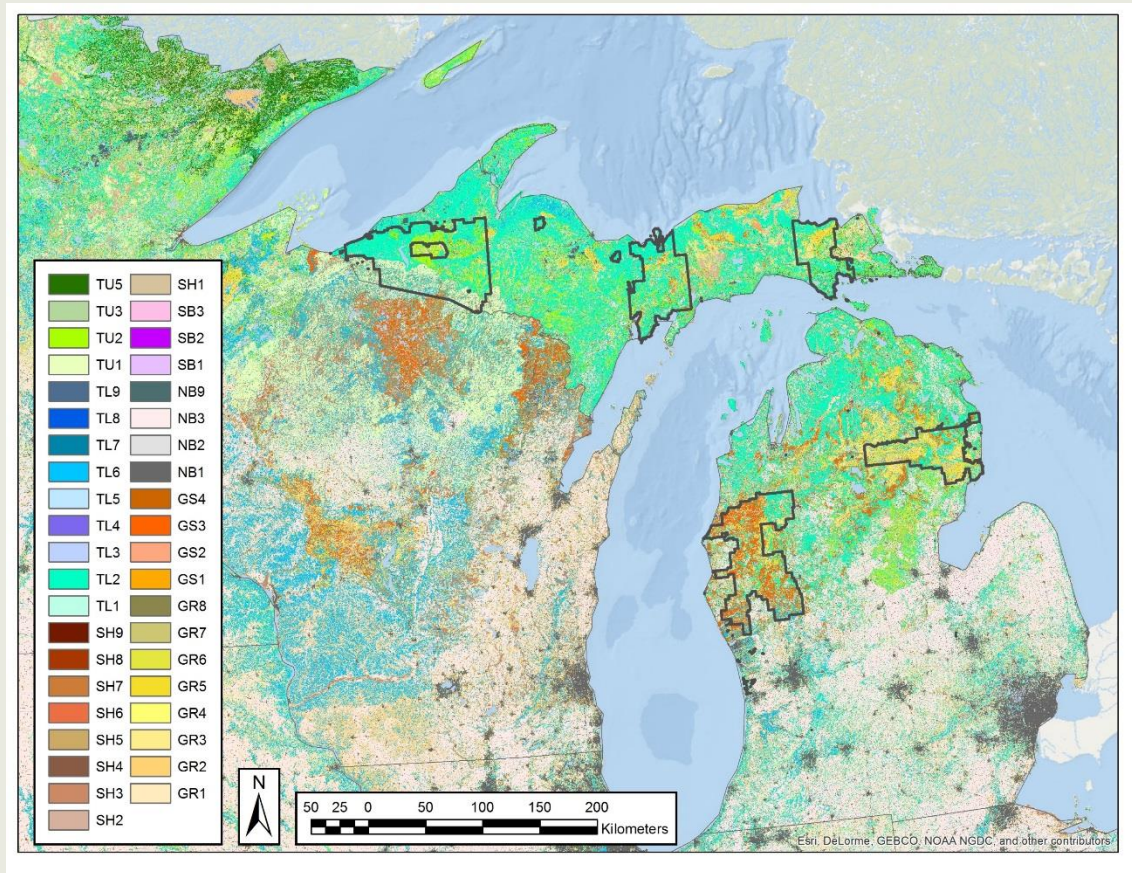 TU5
TU3
TU2
TU1
TL9
TL8
TL7
TL6
TL5
TL4
TL3
TL2
TL1
SH9
SH8
SH7
SH6
SH5
SH4
SH3
SH2
SH1
SB3
SB2
SB1
NB9
NB3
NB2
NB1
GS4
GS3
GS2
GS1
GR8
GR7
GR6
GR5
GR4
GR3
GR2
GR1
N
50 25 0 50 100 150 200
Kilometers
Esri, DeLorme, GEBCO, NOAA NGDC, and other contributors